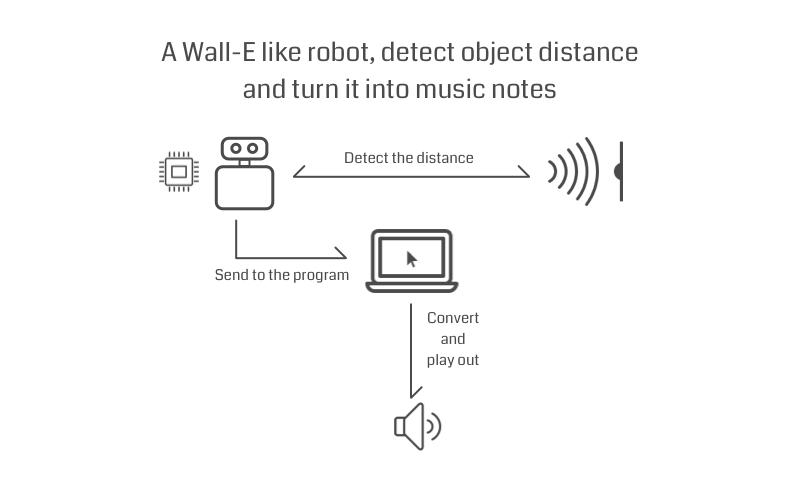 A Wall-E like robot, detect object distance
and turn it into music notes
Detect the distance
Send to the program
Convert
and
play out